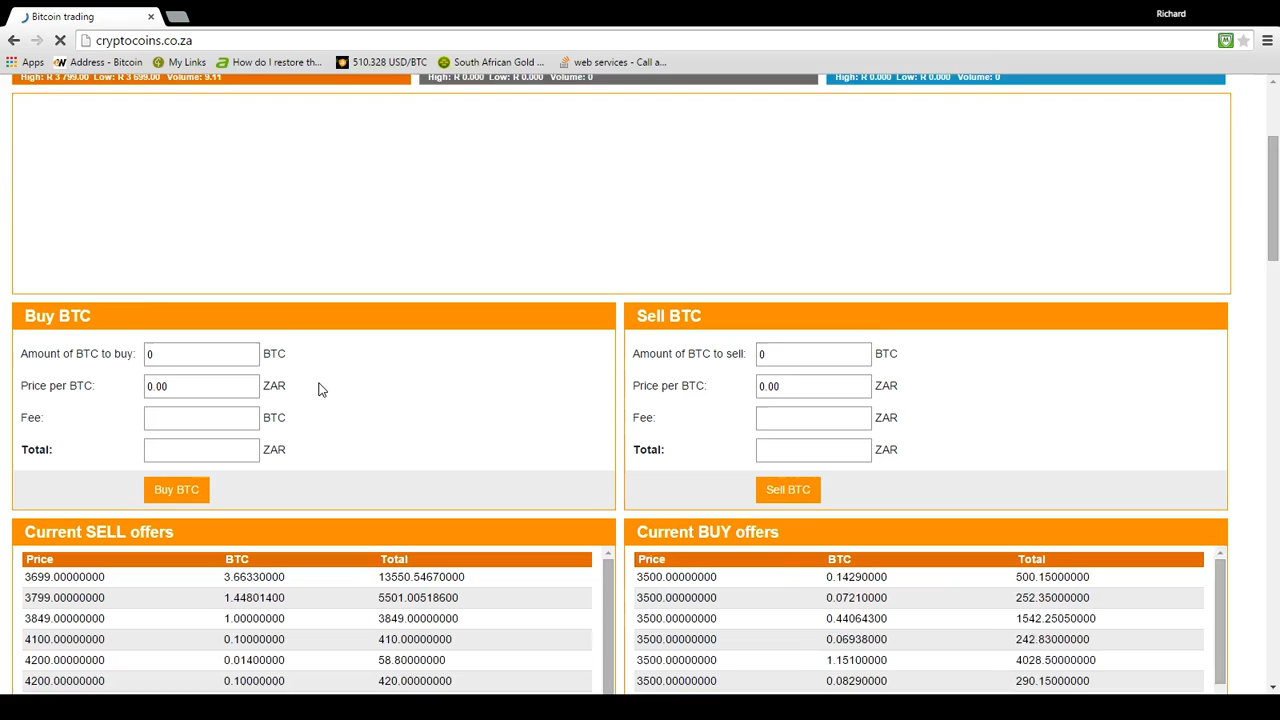 Bitcoin trading
Richard
cryptocoins.co.za
Apps Address - Bitcoin My Links How do I restore th... 510.328 USD/BTC South African Gold ... web services - Call a...
High: R 3 799.00 Low: R 3 699.00 Volume: 9.11 High: R 0.000 Low: R 0.000 Volume: 0 High: R 0.000 Low: R 0.000 Volume: 0
Buy BTC
Amount of BTC to buy: 0 BTC
Price per BTC: 0.00 ZAR
Fee: BTC
Total: ZAR
Buy BTC
Sell BTC
Amount of BTC to sell: 0 BTC
Price per BTC: 0.00 ZAR
Fee: ZAR
Total: ZAR
Sell BTC
Current SELL offers
Price BTC Total
3699.00000000 3.66330000 13550.54670000
3799.00000000 1.44801400 5501.00518600
3849.00000000 1.00000000 3849.00000000
4100.00000000 0.10000000 410.00000000
4200.00000000 0.01400000 58.80000000
4200.00000000 0.10000000 420.00000000
Current BUY offers
Price BTC Total
3500.00000000 0.14290000 500.15000000
3500.00000000 0.07210000 252.35000000
3500.00000000 0.44064300 1542.25050000
3500.00000000 0.06938000 242.83000000
3500.00000000 1.15100000 4028.50000000
3500.00000000 0.08290000 290.15000000